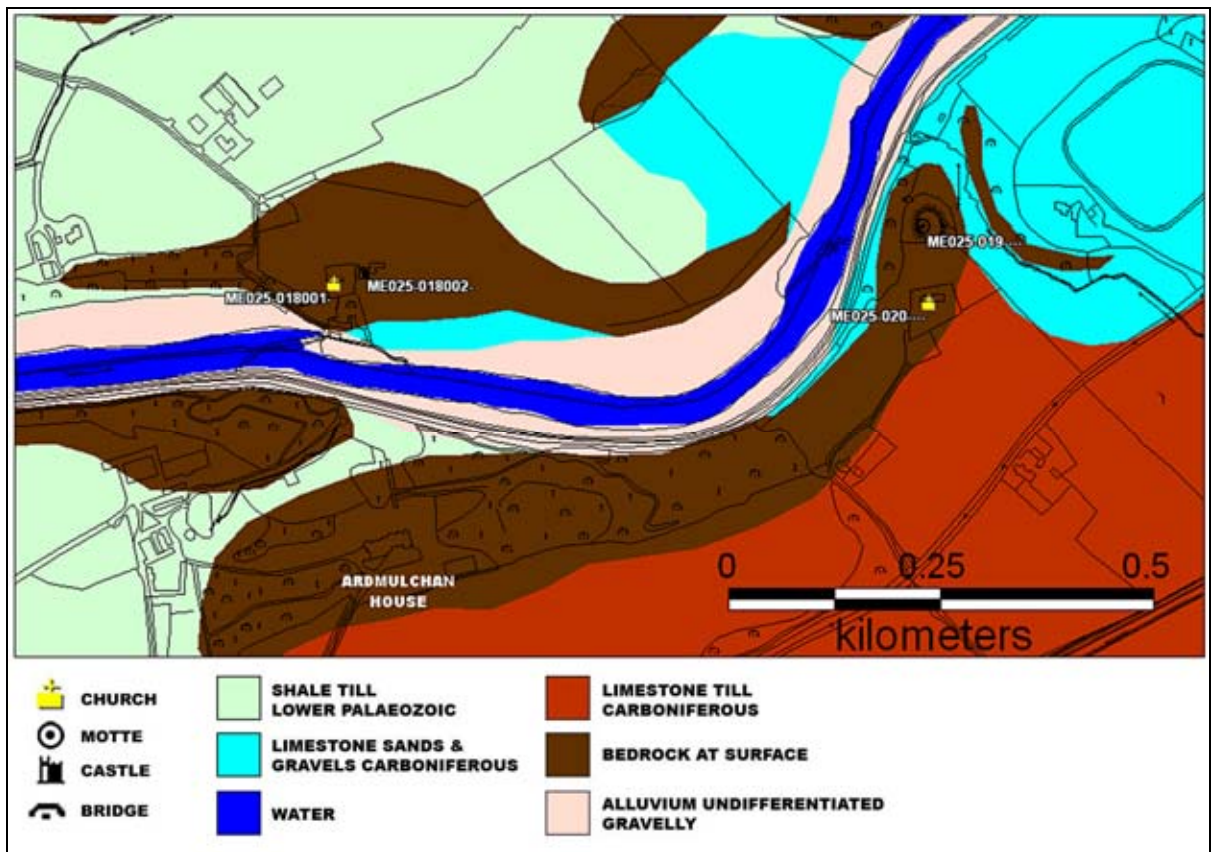 ME025-019----
ME025-018001-
ME025-018002-
ME025-020----
ARDMULCHAN
HOUSE
0
0.25
0.5
kilometers
CHURCH
MOTTE
CASTLE
BRIDGE
SHALE TILL
LOWER PALAEOZOIC
LIMESTONE SANDS &
GRAVELS CARBONIFEROUS
WATER
LIMESTONE TILL
CARBONIFEROUS
BEDROCK AT SURFACE
ALLUVIUM UNDIFFERENTIATED
GRAVELLY